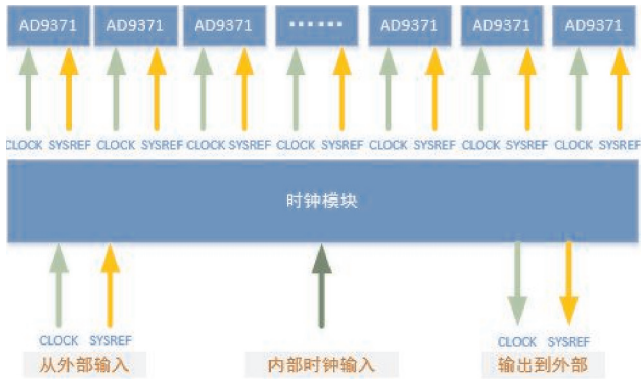 AD9371 AD9371 AD9371 ...... AD9371 AD9371 AD9371
CLOCK SYSREF CLOCK SYSREF CLOCK SYSREF CLOCK SYSREF CLOCK SYSREF CLOCK SYSREF CLOCK SYSREF
时钟模块
CLOCK SYSREF CLOCK SYSREF
从外部输入 内部时钟输入 输出到外部